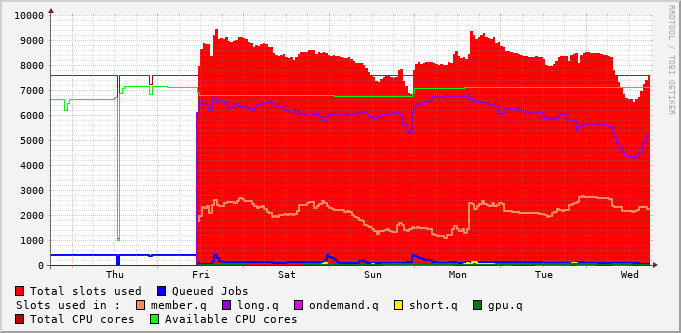 10000
9000
8000
7000
6000
5000
4000
3000
2000
1000
0
Thu Fri Sat Sun Mon Tue Wed
Total slots used Queued Jobs
Slots used in : member.q long.q ondemand.q short.q gpu.q
Total CPU cores Available CPU cores
RRDTOOL / TOBI OETIKER